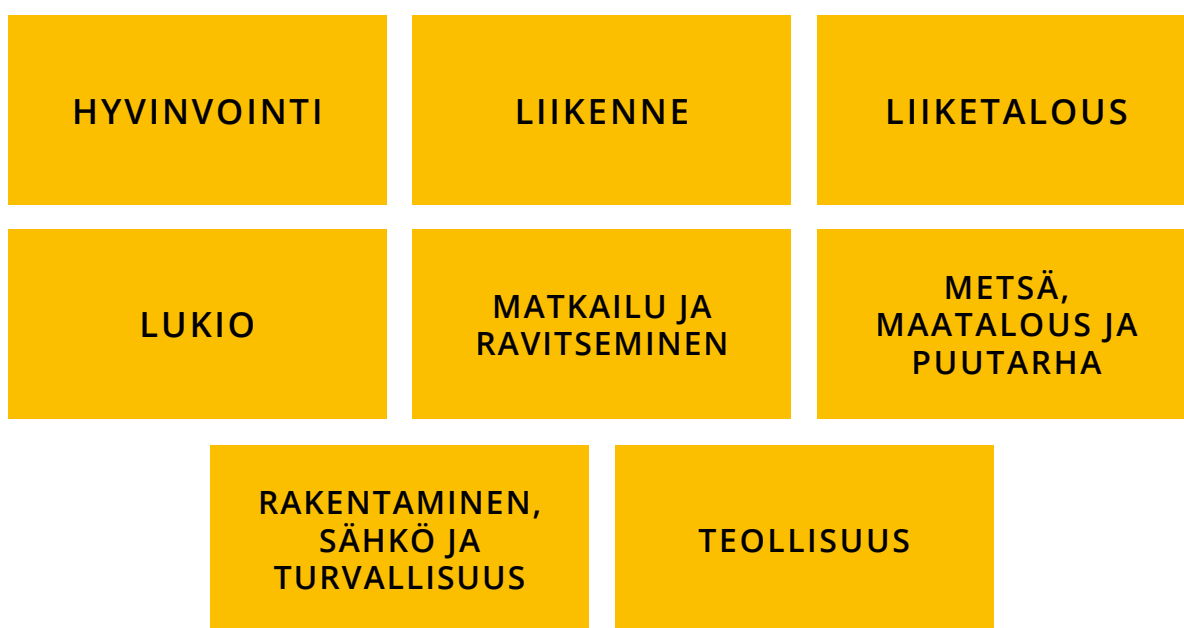 HYVINVOINTI
LIIKENNE
LIIKETALOUS
LUKIO
MATKAILU JA
RAVITSEMINEN
METSÄ,
MAATALOUS JA
PUUTARHA
RAKENTAMINEN,
SÄHKÖ JA
TURVALLISUUS
TEOLLISUUS